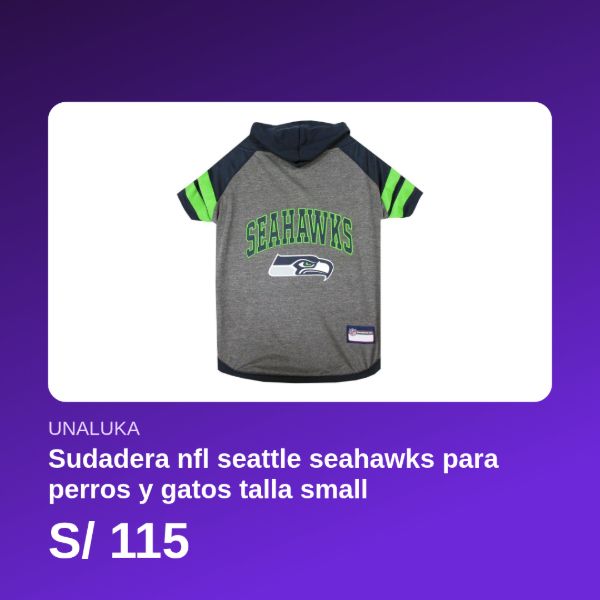 SEAHAWKS
UNALUKA
Sudadera nfl seattle seahawks para
perros y gatos talla small
S/ 115